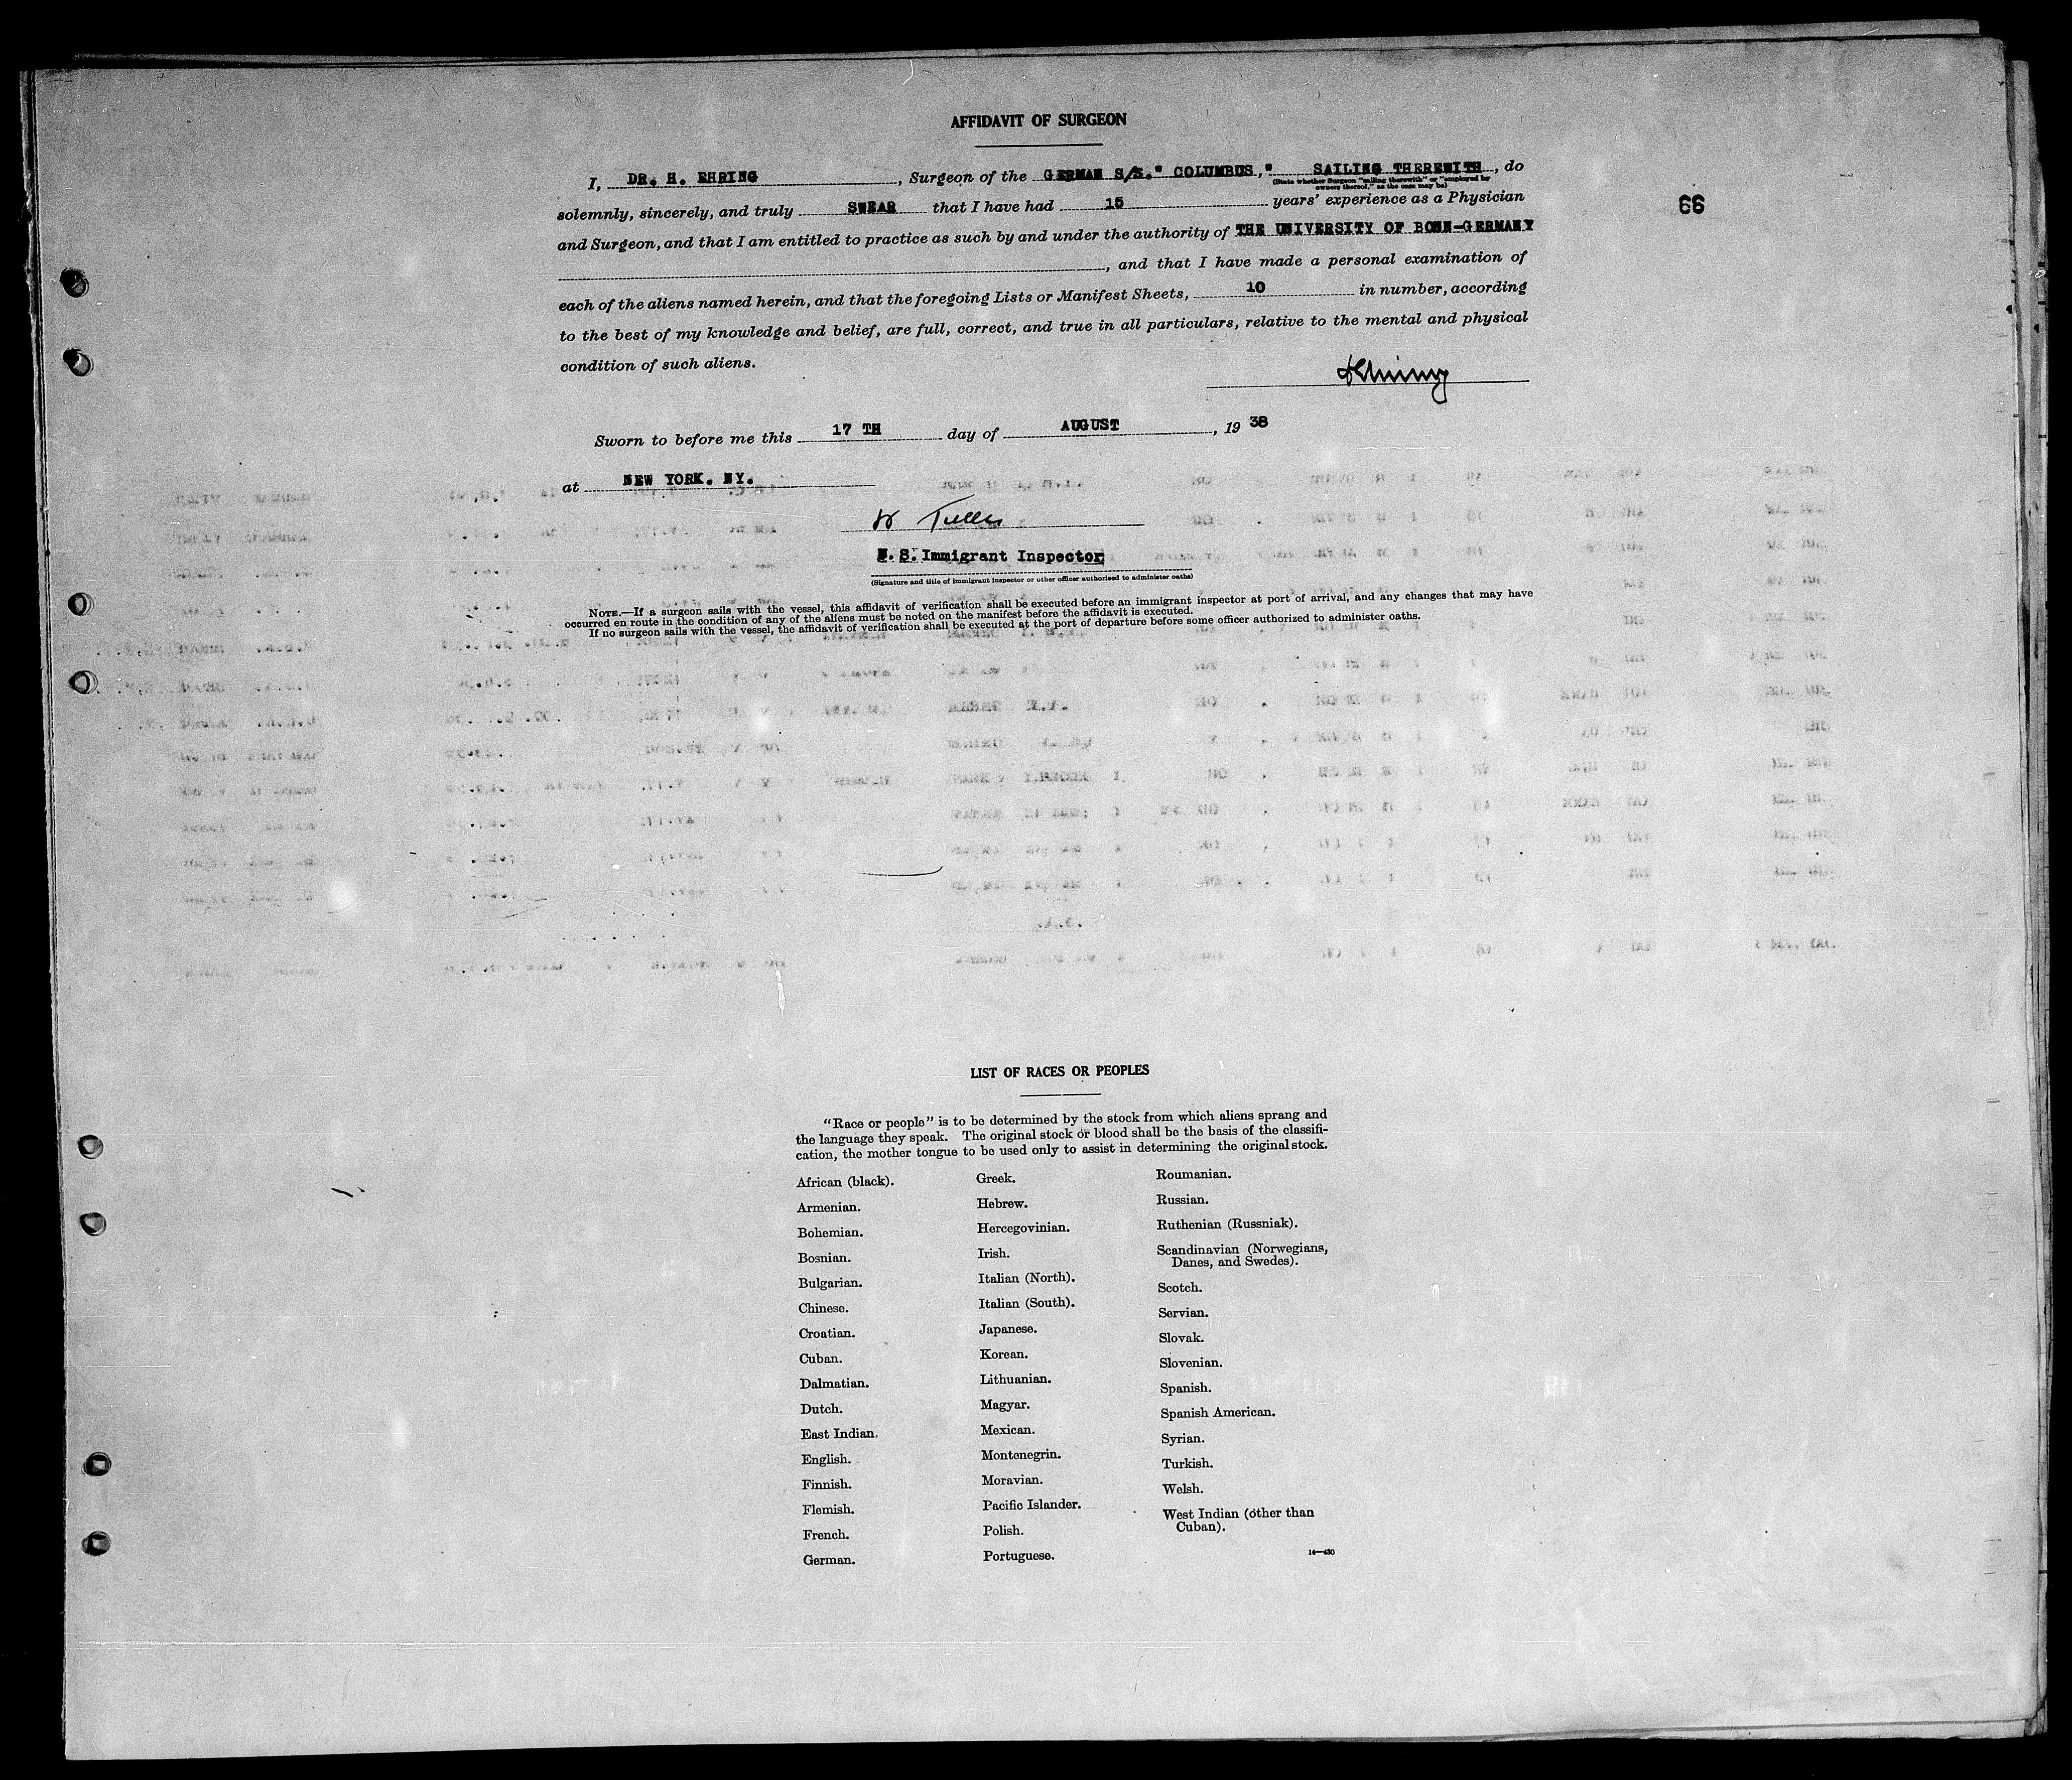 AFFIDAVIT OF SURGEON
I, DR. H. EHRING, Surgeon of the GERMAN S/S." COLUMBUS," SAILING THEREWITH, do
(State whether Surgeon "sailing therewith" or "employed by
owners thereof," as the case may be)
solemnly, sincerely, and truly SWEAR that I have had 15 years' experience as a Physician
66
and Surgeon, and that I am entitled to practice as such by and under the authority of THE UNIVERSITY OF BONN-GERMANY
, and that I have made a personal examination of
each of the aliens named herein, and that the foregoing Lists or Manifest Sheets, 10 in number, according
to the best of my knowledge and belief, are full, correct, and true in all particulars, relative to the mental and physical
condition of such aliens.
Sworn to before me this 17 TH day of AUGUST, 19 38
at NEW YORK. NY.
U. S. Immigrant Inspector
(Signature and title of immigrant inspector or other officer authorized to administer oaths)
NOTE.—If a surgeon sails with the vessel, this affidavit of verification shall be executed before an immigrant inspector at port of arrival, and any changes that may have
occurred en route in the condition of any of the aliens must be noted on the manifest before the affidavit is executed.
If no surgeon sails with the vessel, the affidavit of verification shall be executed at the port of departure before some officer authorized to administer oaths.
LIST OF RACES OR PEOPLES
"Race or people" is to be determined by the stock from which aliens sprang and
the language they speak. The original stock or blood shall be the basis of the classifi-
cation, the mother tongue to be used only to assist in determining the original stock.
African (black).
Armenian.
Bohemian.
Bosnian.
Bulgarian.
Chinese.
Croatian.
Cuban.
Dalmatian.
Dutch.
East Indian.
English.
Finnish.
Flemish.
French.
German.
Greek.
Hebrew.
Hercegovinian.
Irish.
Italian (North).
Italian (South).
Japanese.
Korean.
Lithuanian.
Magyar.
Mexican.
Montenegrin.
Moravian.
Pacific Islander.
Polish.
Portuguese.
Roumanian.
Russian.
Ruthenian (Russniak).
Scandinavian (Norwegians,
Danes, and Swedes).
Scotch.
Servian.
Slovak.
Slovenian.
Spanish.
Spanish American.
Syrian.
Turkish.
Welsh.
West Indian (other than
Cuban).
14—430